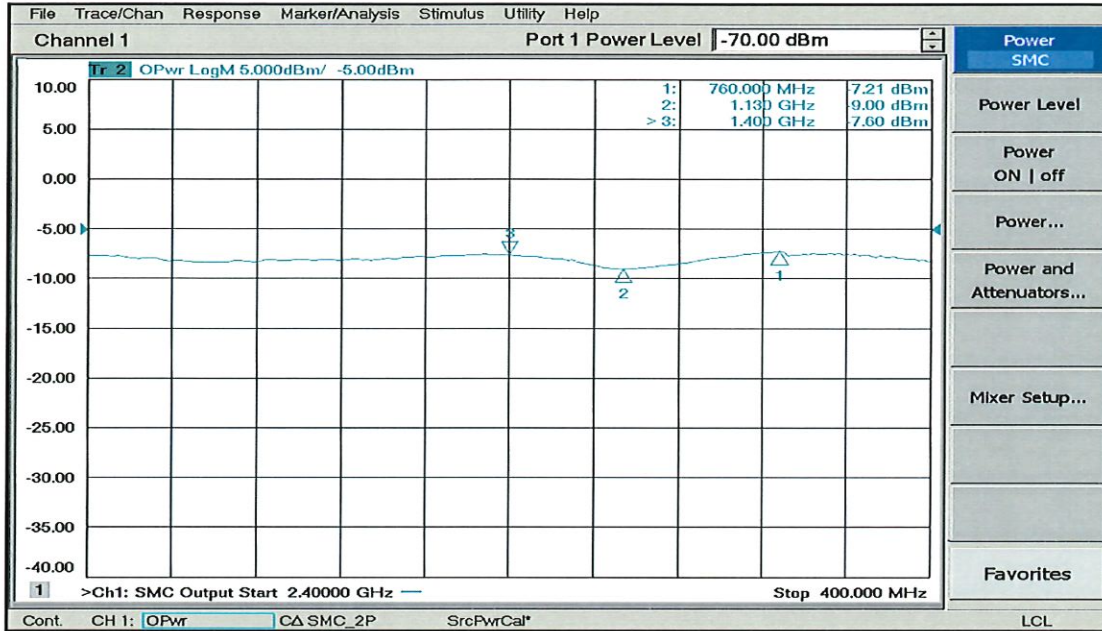 File Trace/Chan Response Marker/Analysis Stimulus Utility Help
Channel 1 Port 1 Power Level -70.00 dBm
Tr 2 OPwr LogM 5.000dBm/ -5.00dBm
1: 760.000 MHz -7.21 dBm
2: 1.130 GHz -9.00 dBm
> 3: 1.400 GHz -7.60 dBm
10.00
5.00
0.00
-5.00
-10.00
-15.00
-20.00
-25.00
-30.00
-35.00
-40.00
3
2
1
1 >Ch1: SMC Output Start 2.40000 GHz Stop 400.000 MHz
Cont. CH 1: OPwr CΔ SMC_2P SrcPwrCal* LCL
Power
SMC
Power Level
Power
ON | off
Power...
Power and
Attenuators...
Mixer Setup...
Favorites